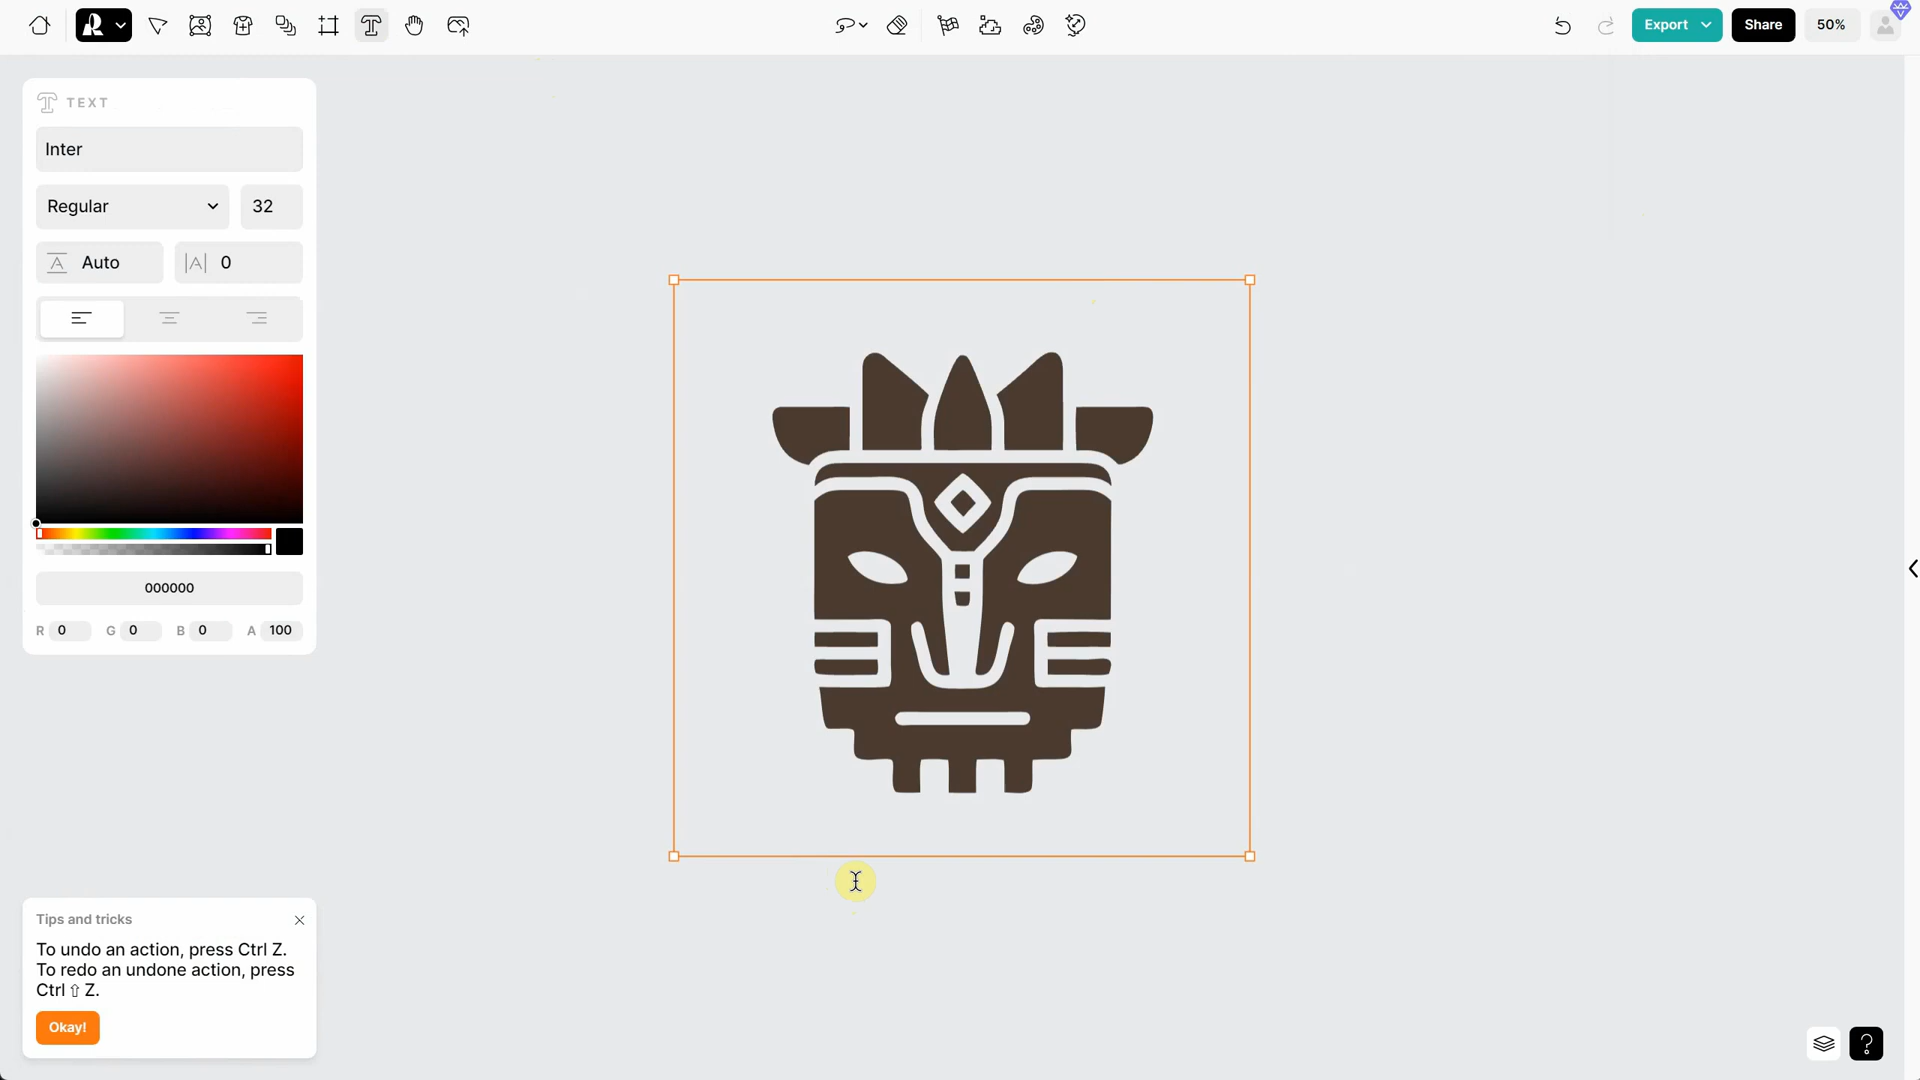 Export
Share
50%
TEXT
Inter
Regular
32
Auto
0
000000
R 0 G 0 B 0 A 100
Tips and tricks
To undo an action, press Ctrl Z.
To redo an undone action, press
Ctrl ⇧ Z.
Okay!
?